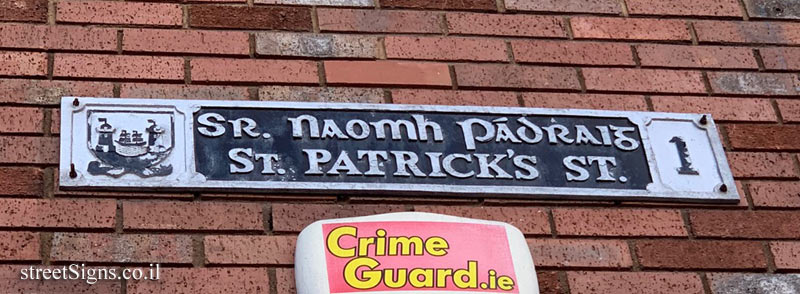 Sr. Naomh Pádraig
ST. PATRICK'S ST.
1
Crime
Guard.ie
streetSigns.co.il